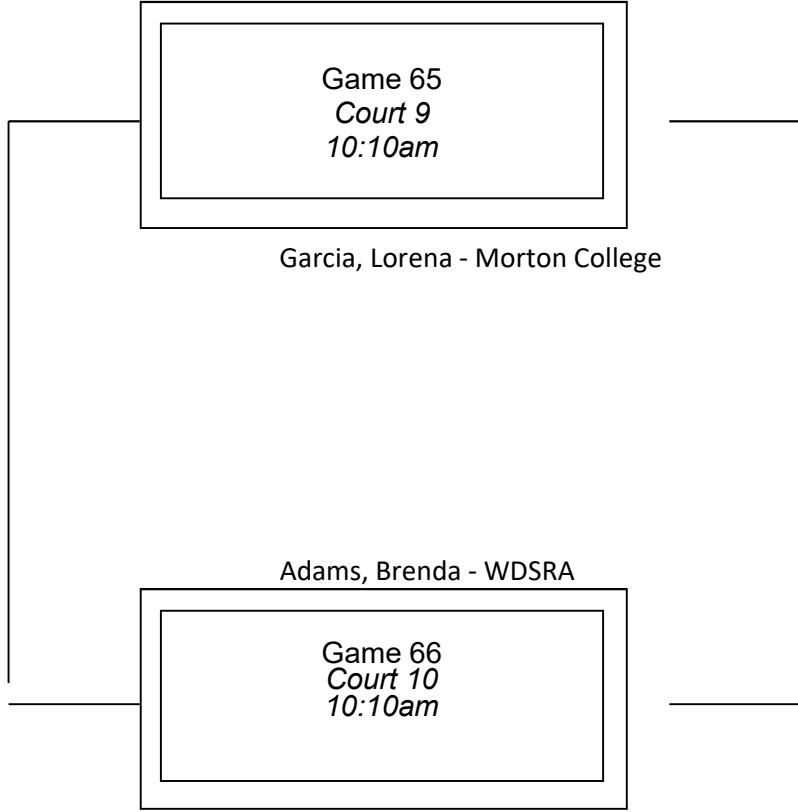 Game 65
Court 9
10:10am
Garcia, Lorena - Morton College
Adams, Brenda - WDSRA
Game 66
Court 10
10:10am